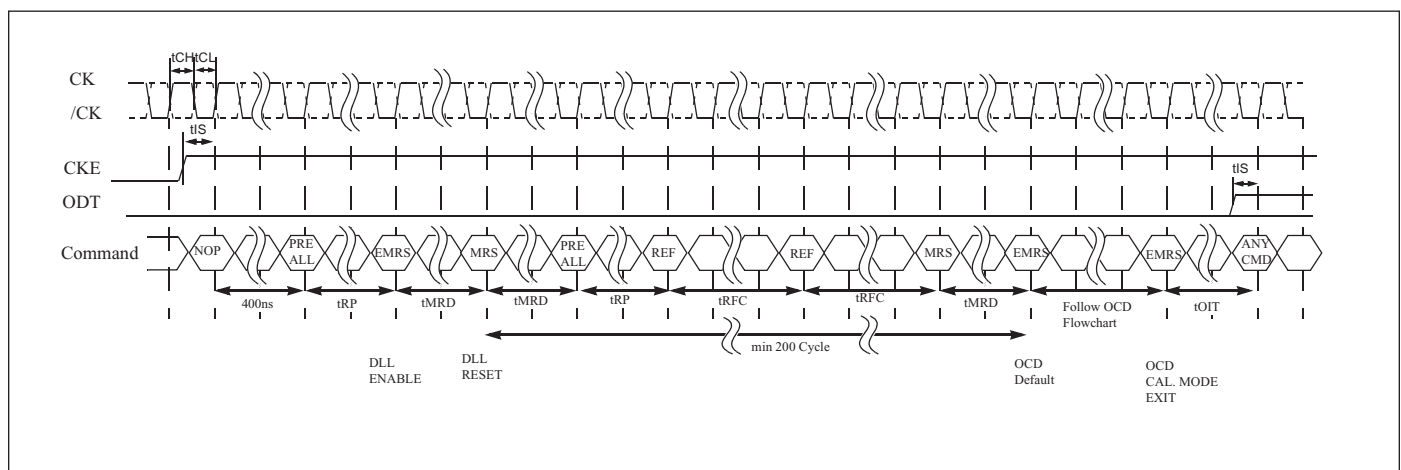 tCH tCL
CK
/CK
tIS
CKE
tIS
ODT
Command
NOP
PRE
ALL
EMRS
MRS
PRE
ALL
REF
REF
MRS
EMRS
EMRS
ANY
CMD
400ns
tRP
tMRD
tMRD
tRP
tRFC
tRFC
tMRD
Follow OCD
Flowchart
tOIT
min 200 Cycle
DLL
ENABLE
DLL
RESET
OCD
Default
OCD
CAL. MODE
EXIT